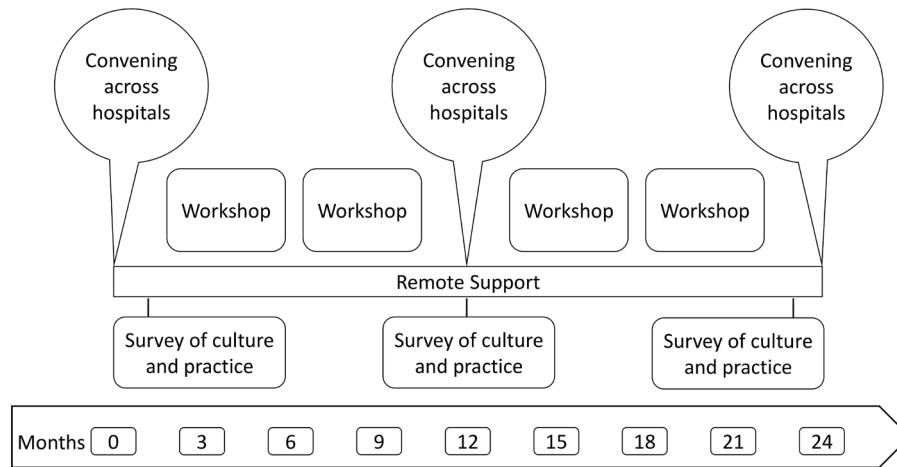 Convening
across
hospitals
Convening
across
hospitals
Convening
across
hospitals
Workshop
Workshop
Workshop
Workshop
Remote Support
Survey of culture
and practice
Survey of culture
and practice
Survey of culture
and practice
Months 0 3 6 9 12 15 18 21 24